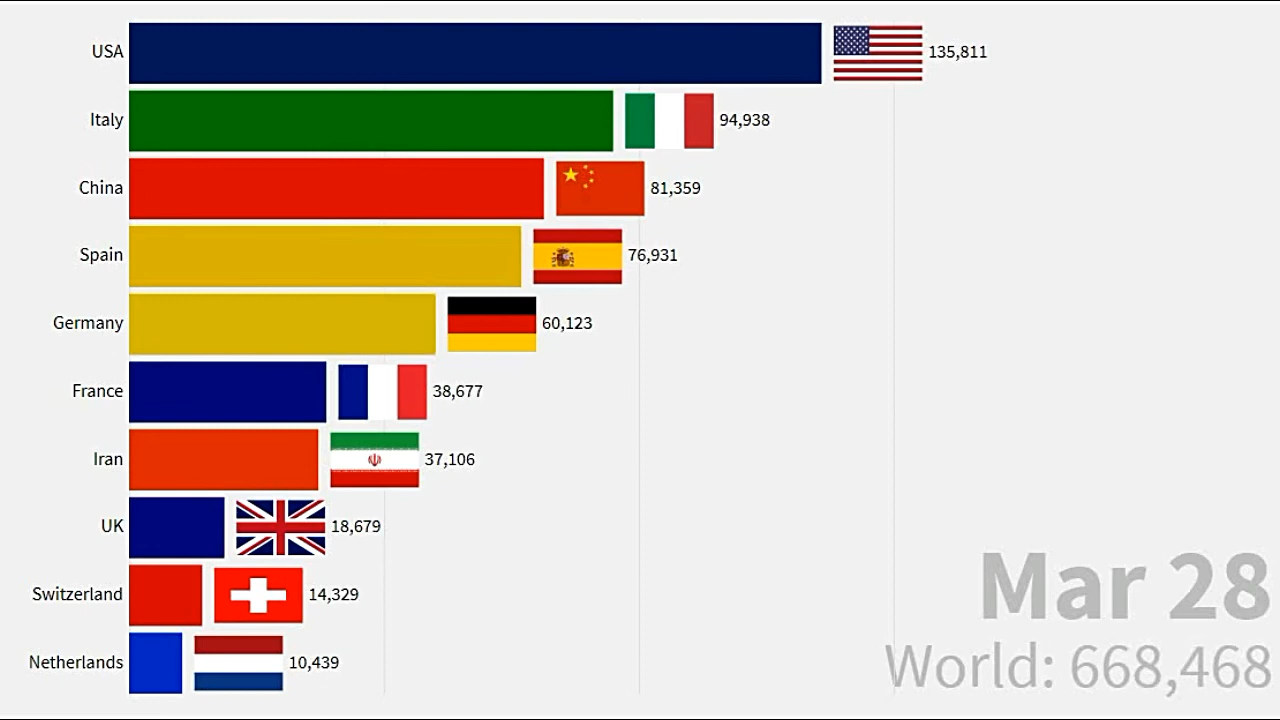 USA 135,811
Italy 94,938
China 81,359
Spain 76,931
Germany 60,123
France 38,677
Iran 37,106
UK 18,679
Switzerland 14,329
Netherlands 10,439
Mar 28
World: 668,468